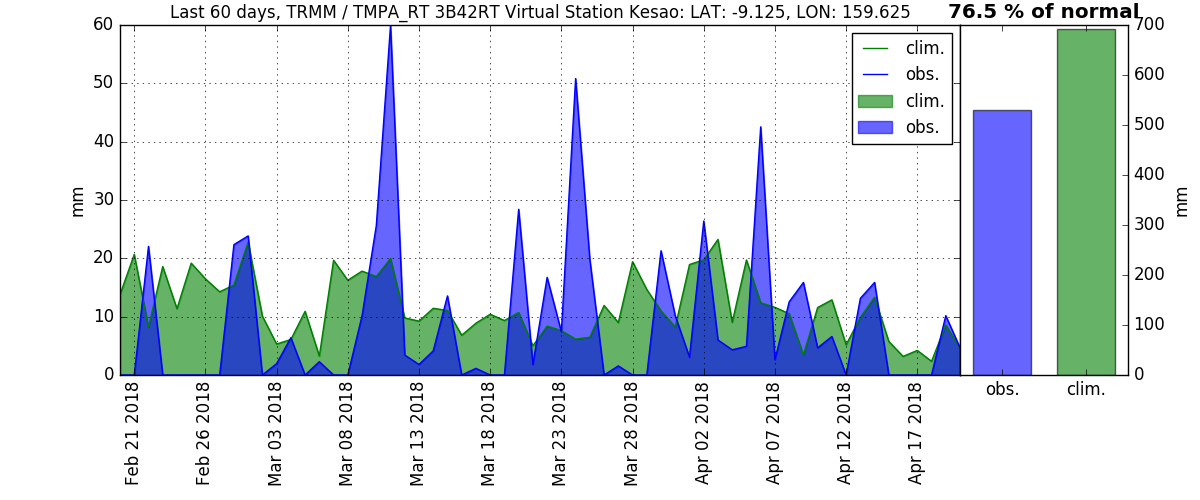 Last 60 days, TRMM / TMPA_RT 3B42RT Virtual Station Kesao: LAT: -9.125, LON: 159.625
76.5 % of normal
60
50
40
30
20
10
0
mm
clim.
obs.
clim.
obs.
700
600
500
400
300
200
100
0
mm
Feb 21 2018
Feb 26 2018
Mar 03 2018
Mar 08 2018
Mar 13 2018
Mar 18 2018
Mar 23 2018
Mar 28 2018
Apr 02 2018
Apr 07 2018
Apr 12 2018
Apr 17 2018
obs.
clim.